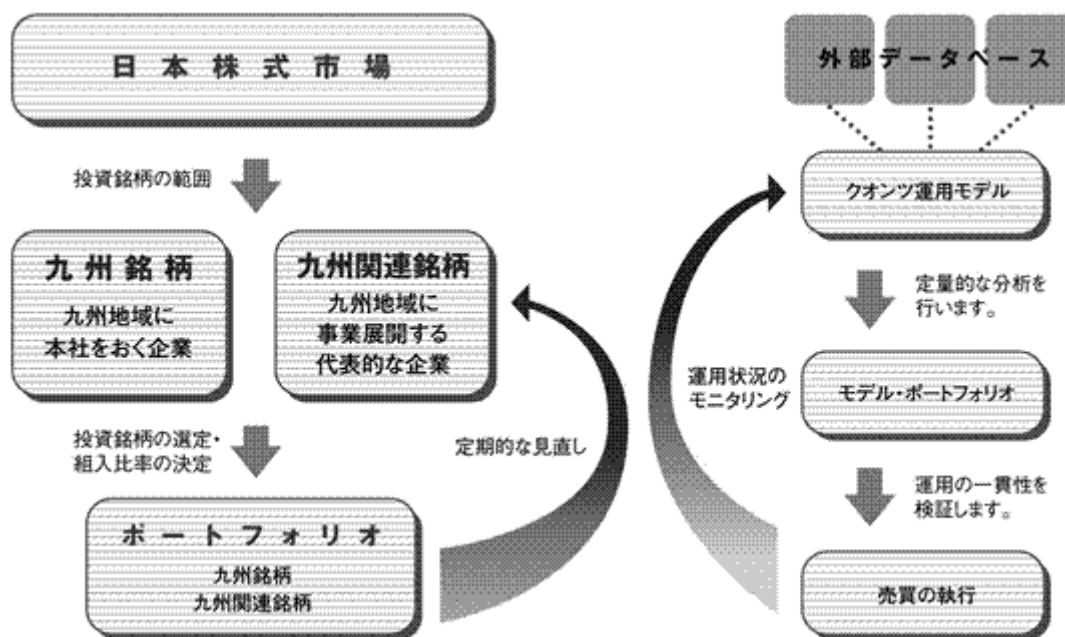 日本株式市場
投資銘柄の範囲
九州銘柄
九州地域に
本社をおく企業
九州関連銘柄
九州地域に
事業展開する
代表的な企業
投資銘柄の選定・
組入比率の決定
定期的な見直し
ポートフォリオ
九州銘柄
九州関連銘柄
外部データベース
クオンツ運用モデル
定量的な分析を
行います。
運用状況の
モニタリング
モデル・ポートフォリオ
運用の一貫性を
検証します。
売買の執行